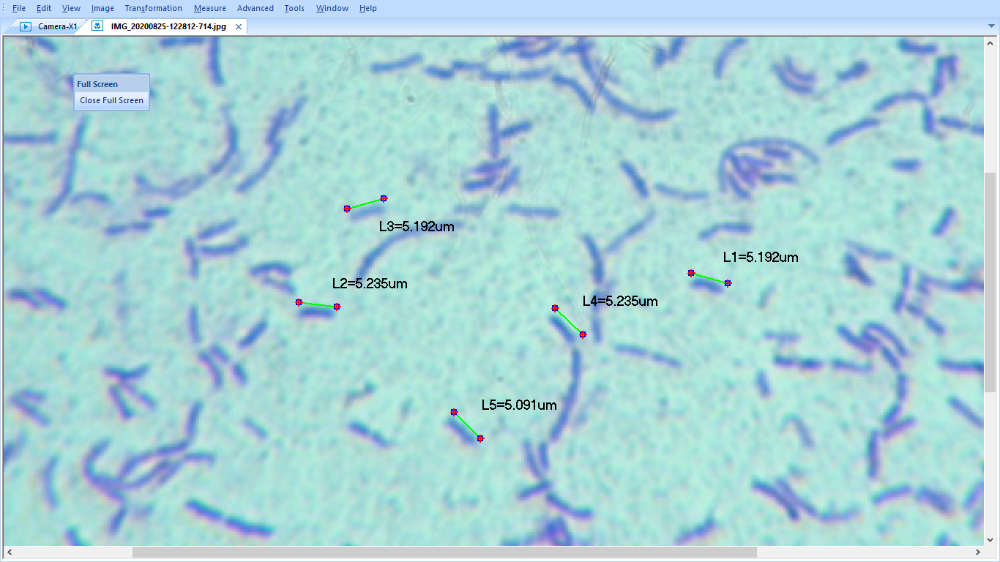 File Edit View Image Transformation Measure Advanced Tools Window Help
Camera-X1 IMG_20200825-122812-714.jpg
Full Screen
Close Full Screen
L3=5.192um
L1=5.192um
L2=5.235um
L4=5.235um
L5=5.091um